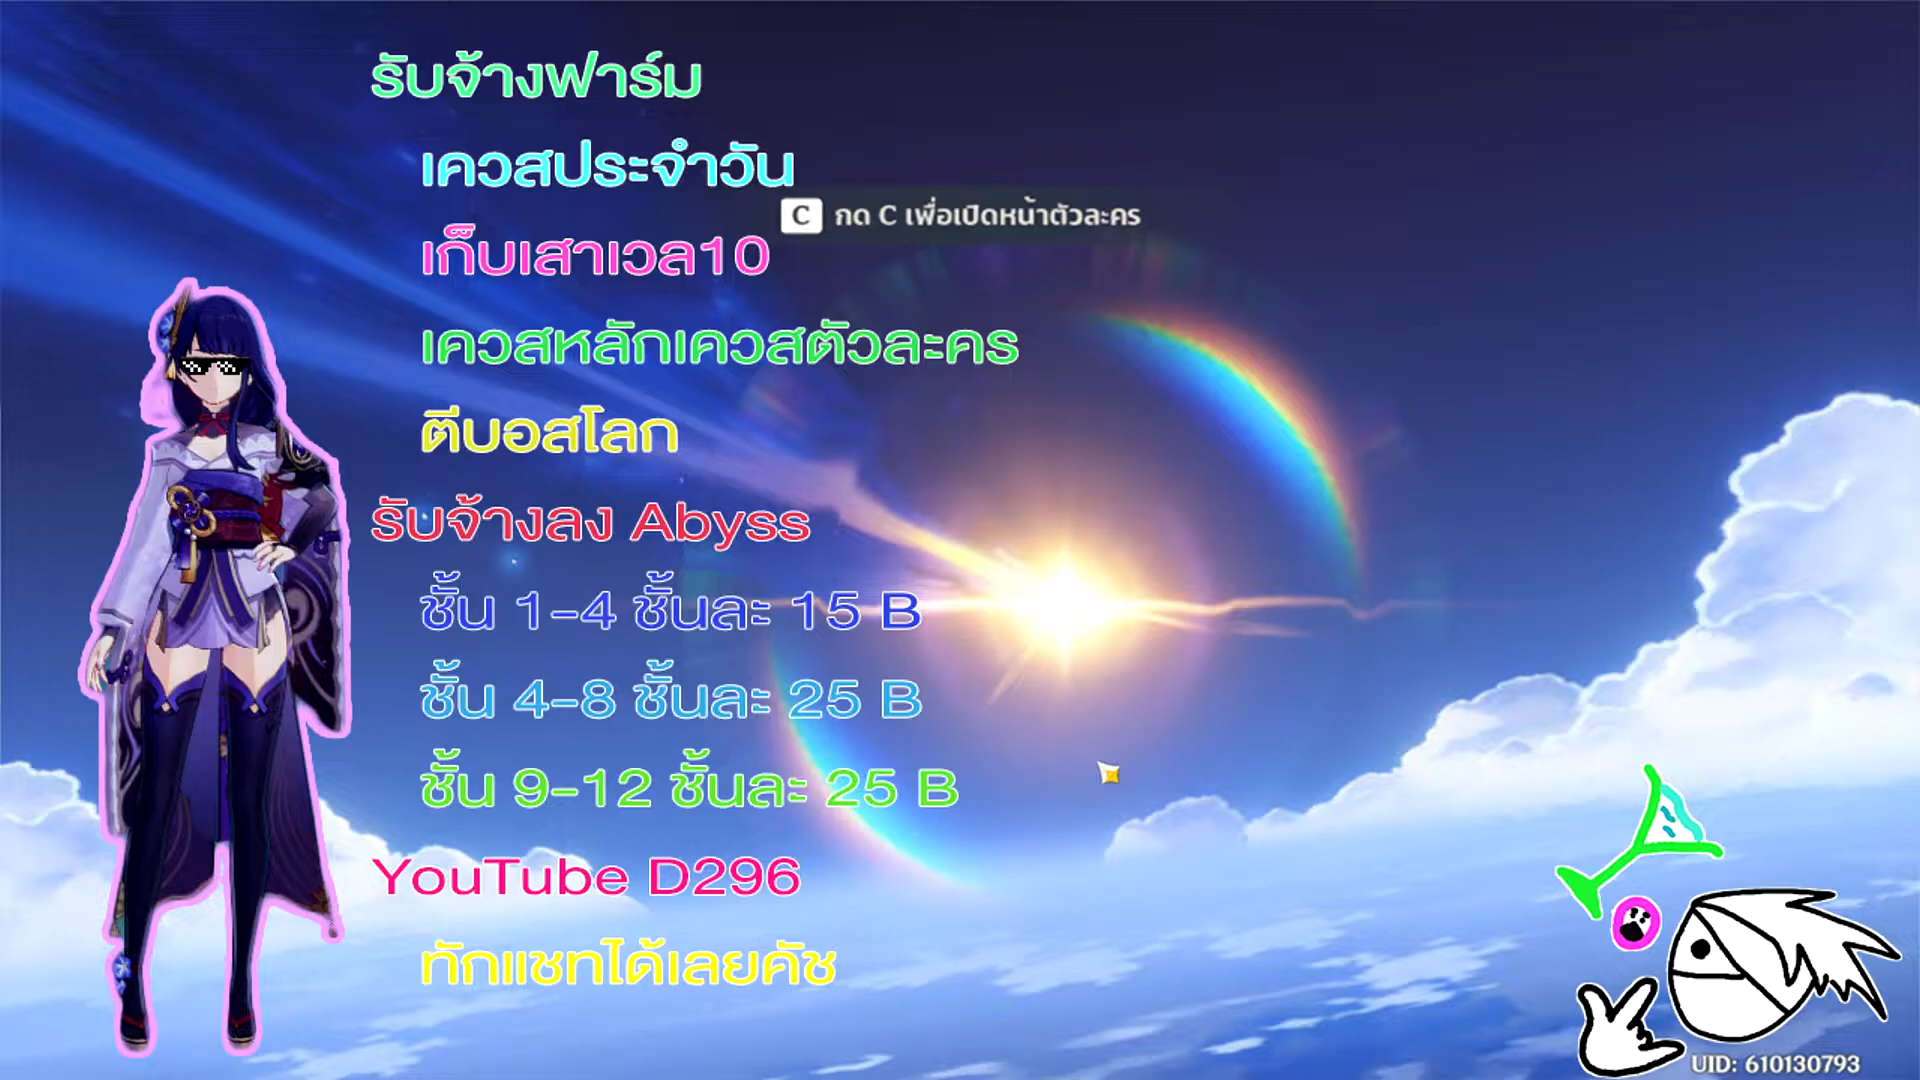 รับจ้างฟาร์ม
เควสประจำวัน
C กด C เพื่อเปิดหน้าตัวละคร
เก็บเสาเวล10
เควสหลักเควสตัวละคร
ตีบอสโลก
รับจ้างลง Abyss
ชั้น 1-4 ชั้นละ 15 B
ชั้น 4-8 ชั้นละ 25 B
ชั้น 9-12 ชั้นละ 25 B
YouTube D296
ทักแชทได้เลยคัช
UID: 610130793